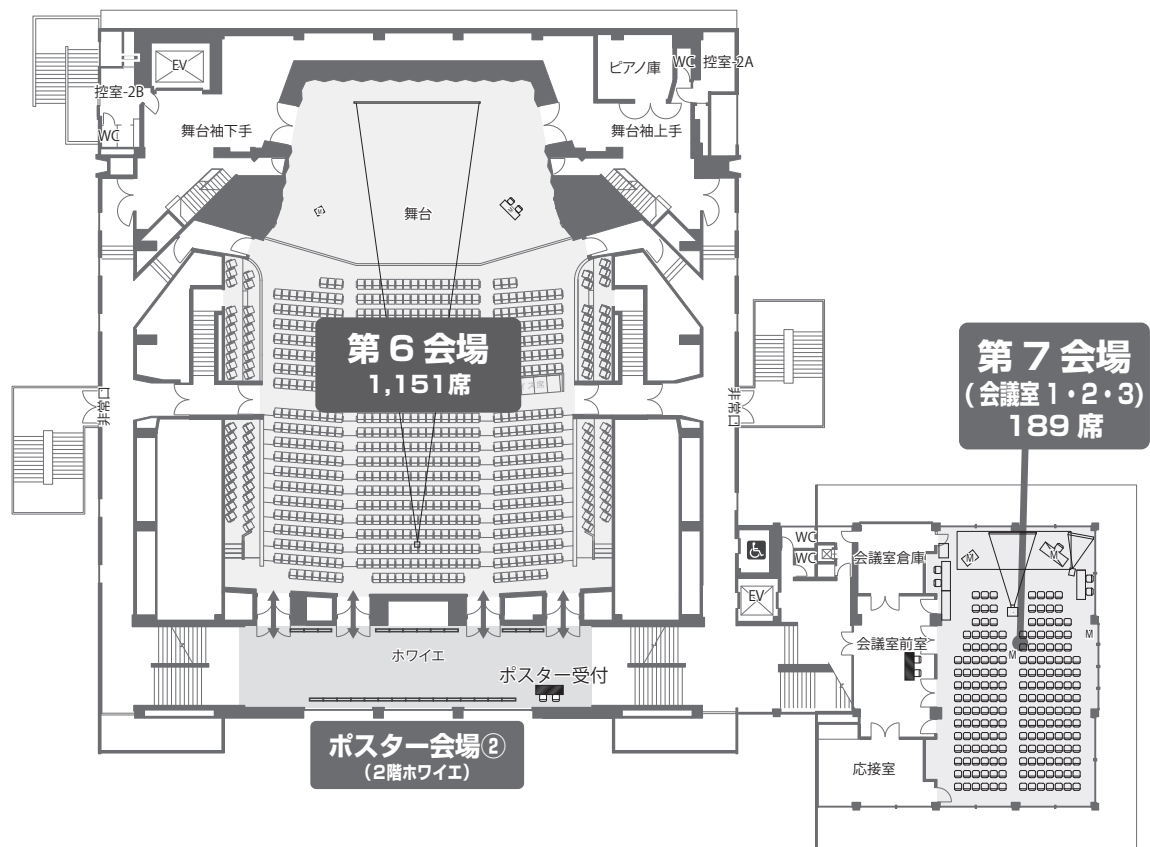 EV
ピアノ庫
WC
控室-2A
控室-2B
WC
舞台袖下手
舞台袖上手
M
舞台
M
第6会場
1,151席
席
非常口
非常口
第7会場
(会議室1・2・3)
189席
WC
WC
EV
会議室倉庫
M
M
会議室前室
M
M
ホワイエ
ポスター受付
ポスター会場②
(2階ホワイエ)
応接室